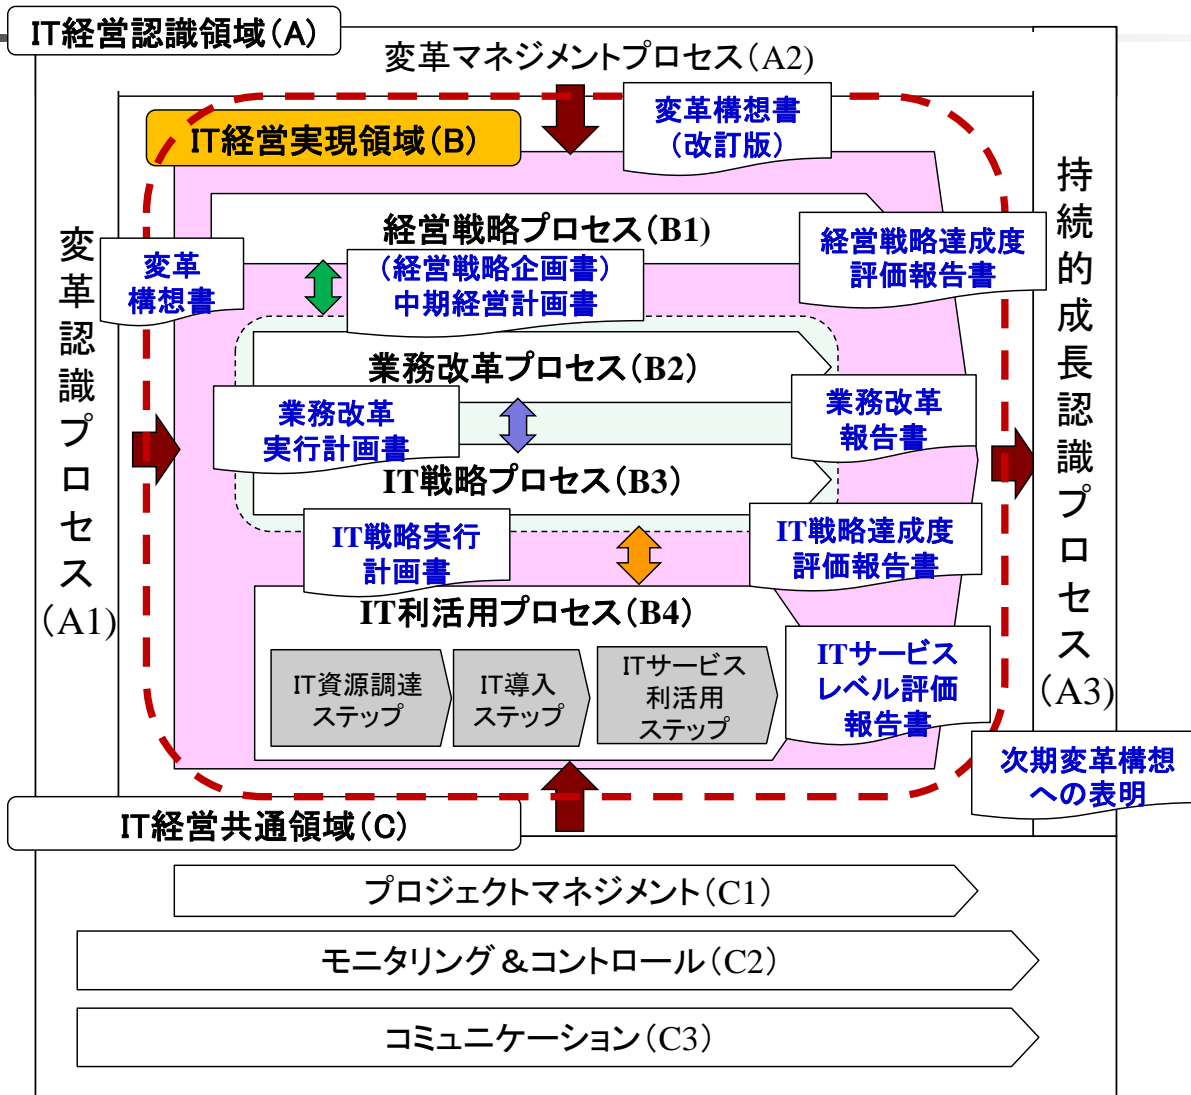 IT経営認識領域（A）
変革マネジメントプロセス（A2）
変革構想書
（改訂版）
IT経営実現領域（B）
変革認識プロセス（A1）
持続的成長認識プロセス（A3）
経営戦略プロセス（B1）
変革
構想書
（経営戦略企画書）
中期経営計画書
経営戦略達成度
評価報告書
業務改革プロセス（B2）
業務改革
実行計画書
業務改革
報告書
IT戦略プロセス（B3）
IT戦略実行
計画書
IT戦略達成度
評価報告書
IT利活用プロセス（B4）
IT資源調達
ステップ
IT導入
ステップ
ITサービス
利活用
ステップ
ITサービス
レベル評価
報告書
次期変革構想
への表明
IT経営共通領域（C）
プロジェクトマネジメント（C1）
モニタリング＆コントロール（C2）
コミュニケーション（C3）